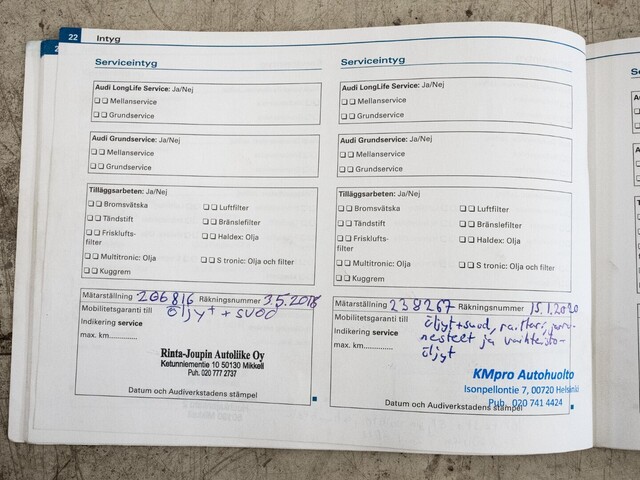 22 Intyg
Serviceintyg
Audi LongLife Service: Ja/Nej
Mellanservice
Grundservice
Audi Grundservice: Ja/Nej
Mellanservice
Grundservice
Tilläggsarbeten: Ja/Nej
Bromsvätska
Luftfilter
Tändstift
Bränslefilter
Frisklufts-
filter
Haldex: Olja
Multitronic: Olja
S tronic: Olja och filter
Kuggrem
Mätarställning 206816 Räkningsnummer 3.5.2018
Mobilitetsgaranti till öljyt + suod
Indikering service
max. km..............
Rinta-Joupin Autoliike Oy
Ketunniementie 10 50130 Mikkeli
Puh. 020 777 2737
Datum och Audiverkstadens stämpel
Serviceintyg
Audi LongLife Service: Ja/Nej
Mellanservice
Grundservice
Audi Grundservice: Ja/Nej
Mellanservice
Grundservice
Tilläggsarbeten: Ja/Nej
Bromsvätska
Luftfilter
Tändstift
Bränslefilter
Frisklufts-
filter
Haldex: Olja
Multitronic: Olja
S tronic: Olja och filter
Kuggrem
Mätarställning 238267 Räkningsnummer 15.1.2020
Mobilitetsgaranti till öljyt+suod, jarru-
Indikering service nesteet ja vaihteisto-
max. km.............. öljyt
KMpro Autohuolto
Isonpellontie 7, 00720 Helsinki
Puh. 020 741 4424
Datum och Audiverkstadens stämpel